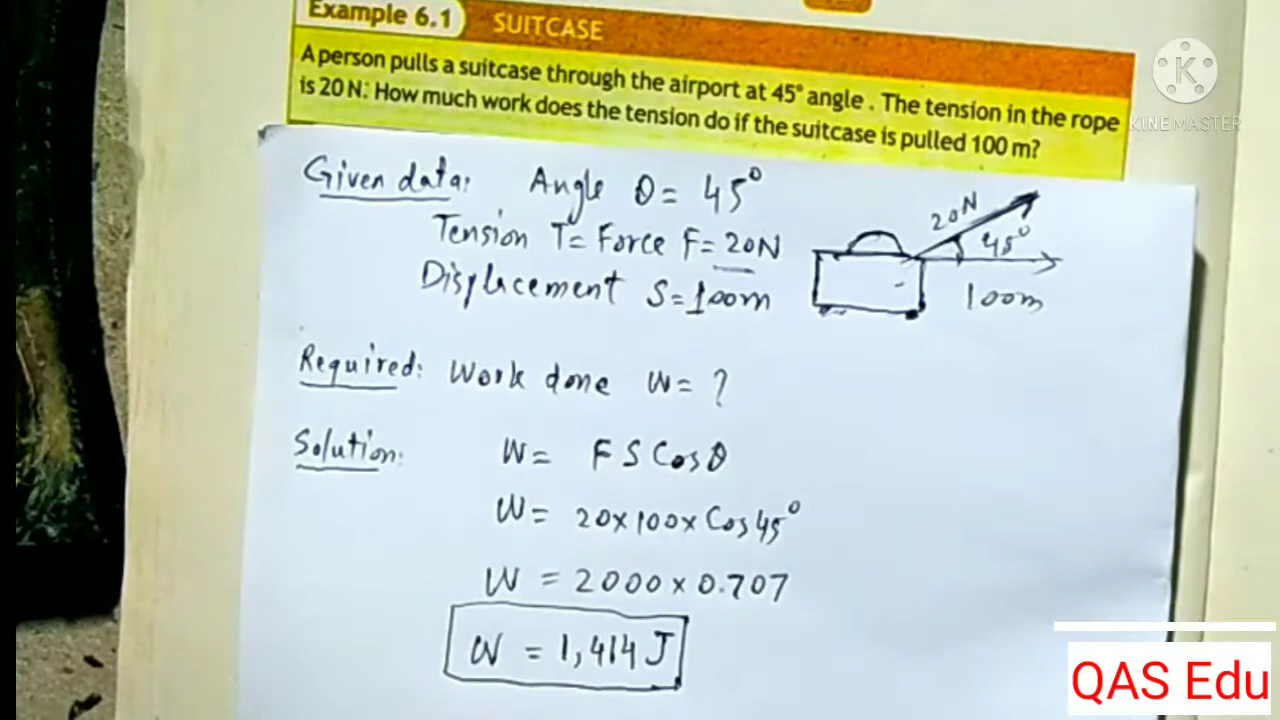 Example 6.1 SUITCASE
A person pulls a suitcase through the airport at 45° angle . The tension in the rope
is 20 N. How much work does the tension do if the suitcase is pulled 100 m?
KINEMASTER
Given data: Angle θ = 45°
Tension T = Force F = 20N
Displacement S = 100m
20N
45°
100m
Required: Work done W = ?
Solution: W = F S Cosθ
W = 20 x 100 x Cos 45°
W = 2000 x 0.707
W = 1,414 J
QAS Edu